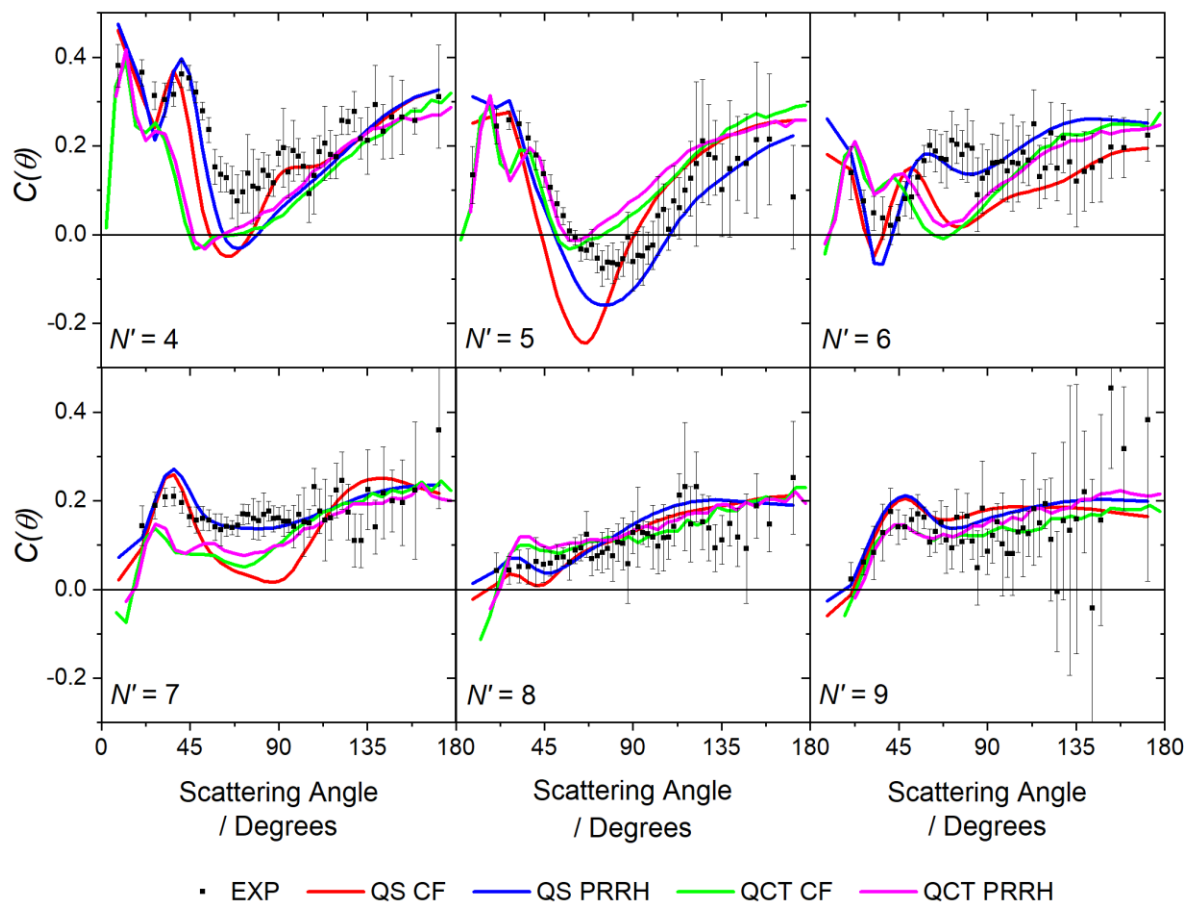 0.4
0.2
0.0
-0.2
C(θ)
N' = 4
N' = 5
N' = 6
0.4
0.2
0.0
-0.2
C(θ)
N' = 7
N' = 8
N' = 9
0 45 90 135 180 45 90 135 180 45 90 135 180
Scattering Angle Scattering Angle Scattering Angle
/ Degrees / Degrees / Degrees
EXP QS CF QS PRRH QCT CF QCT PRRH